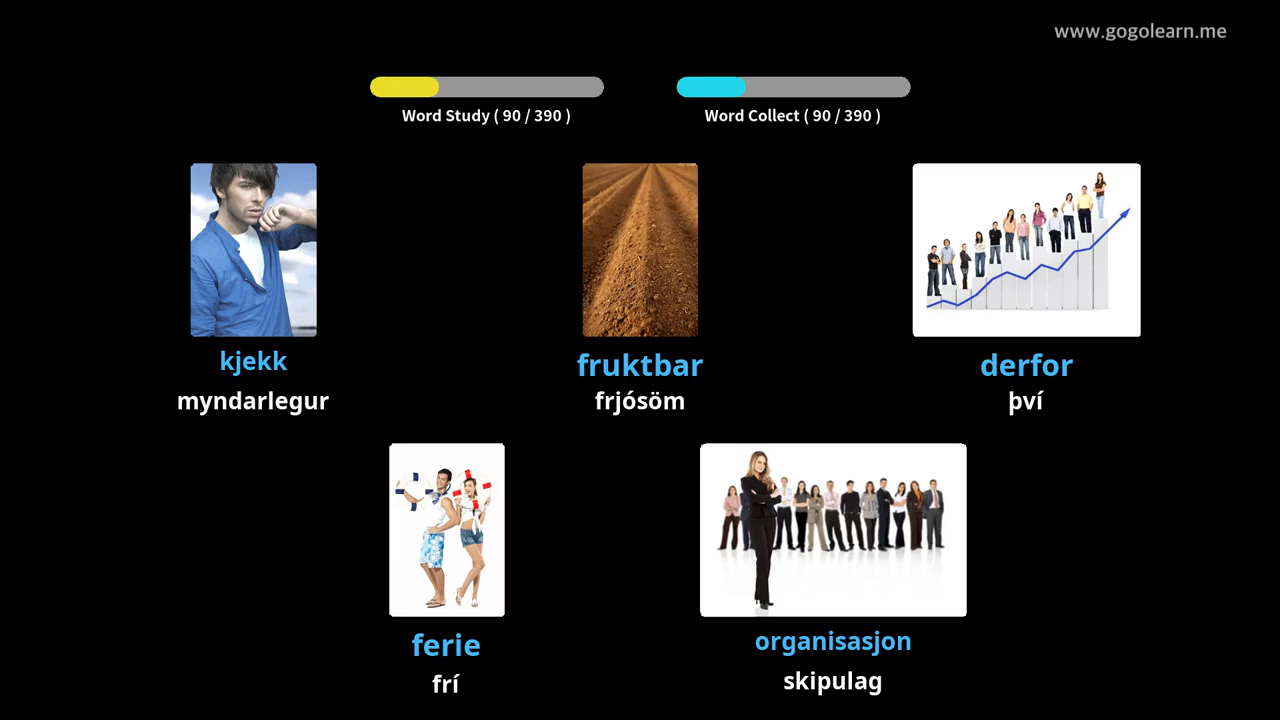 www.gogolearn.me
Word Study ( 90 / 390 )
Word Collect ( 90 / 390 )
kjekk
myndarlegur
fruktbar
frjósöm
derfor
því
ferie
frí
organisasjon
skipulag